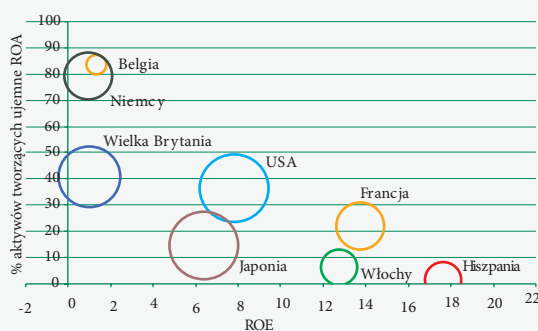 % aktywów tworzących ujemne ROA
100
90
80
70
60
50
40
30
20
10
0
Belgia
Niemcy
Wielka Brytania
USA
Francja
Japonia
Włochy
Hiszpania
-2 0 2 4 6 8 10 12 14 16 18 20 22
ROE